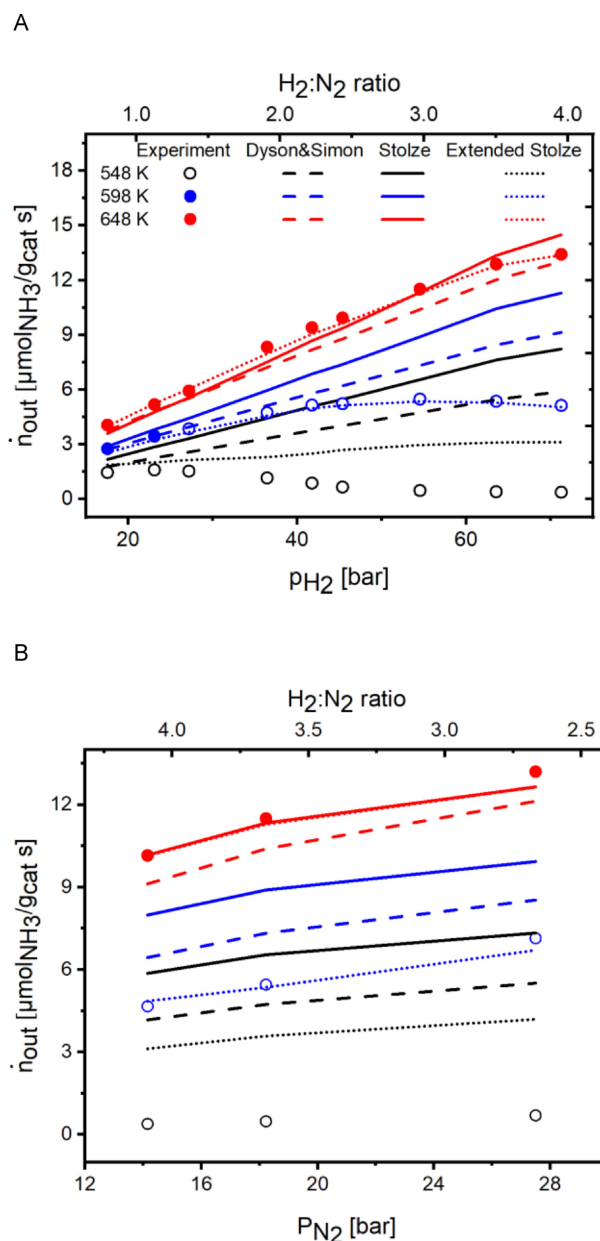 A
H2:N2 ratio
1.0 2.0 3.0 4.0
Experiment Dyson&Simon Stolze Extended Stolze
548 K
598 K
648 K
18
15
12
9
6
3
0
ṅout [µmolNH3/gcat s]
20 40 60
pH2 [bar]
B
H2:N2 ratio
4.0 3.5 3.0 2.5
12
9
6
3
0
ṅout [µmolNH3/gcat s]
12 16 20 24 28
PN2 [bar]